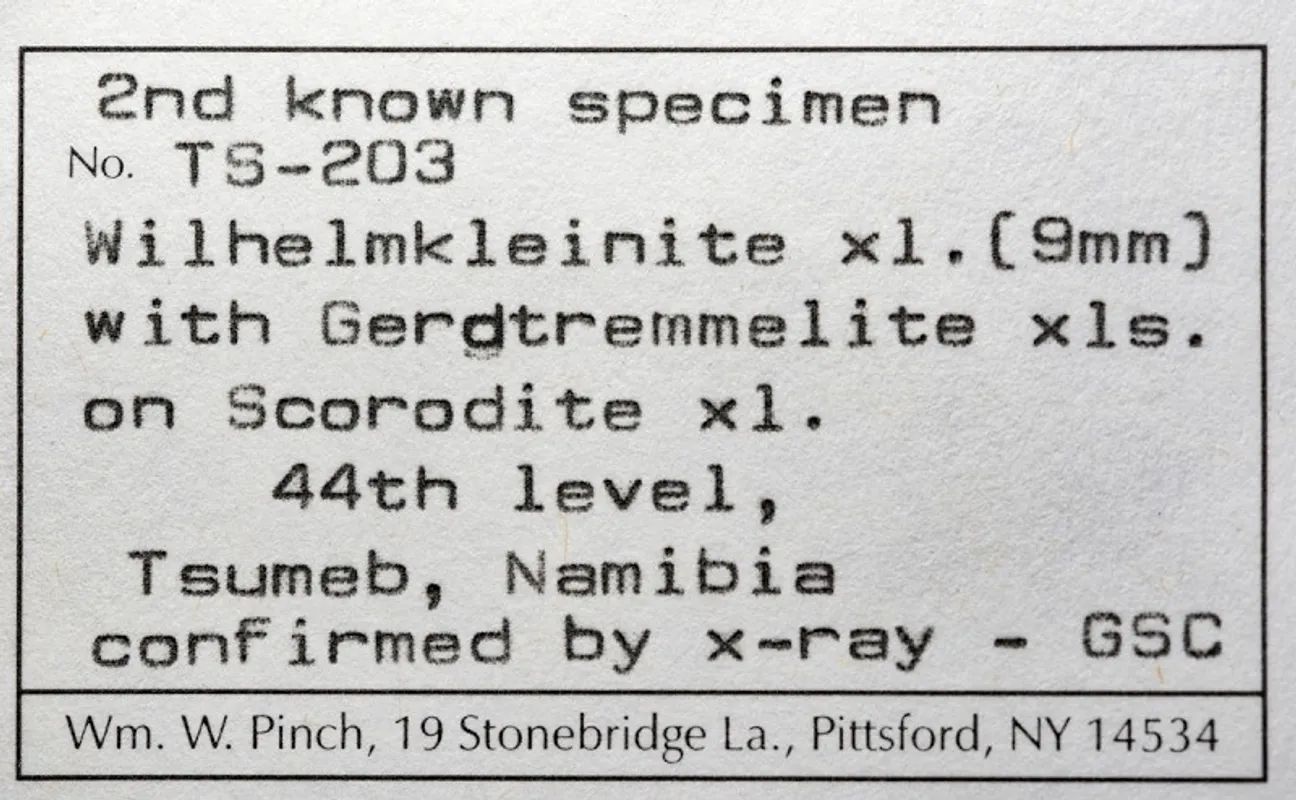 2nd known specimen
No. TS-203
Wilhelmkleinite xl.(9mm)
with Gerdtremmelite xls.
on Scorodite xl.
44th level,
Tsumeb, Namibia
confirmed by x-ray - GSC
Wm. W. Pinch, 19 Stonebridge La., Pittsford, NY 14534